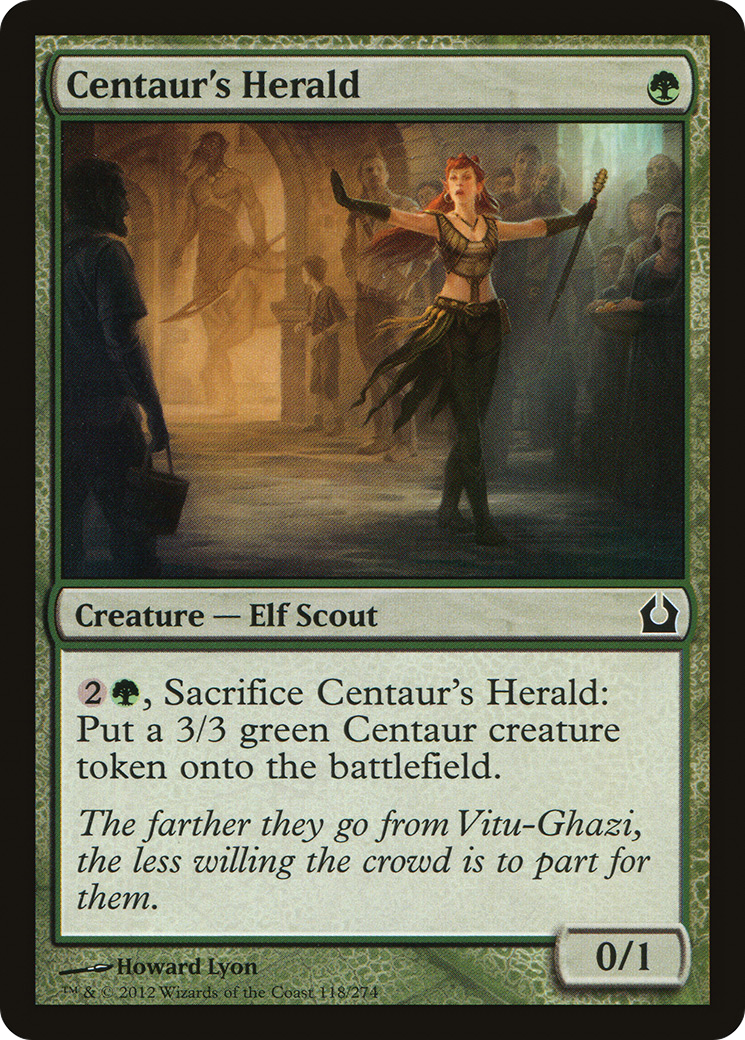 Centaur's Herald
Creature — Elf Scout
2, Sacrifice Centaur's Herald:
Put a 3/3 green Centaur creature
token onto the battlefield.
The farther they go from Vitu-Ghazi,
the less willing the crowd is to part for
them.
0/1
Howard Lyon
™ & © 2012 Wizards of the Coast 118/274